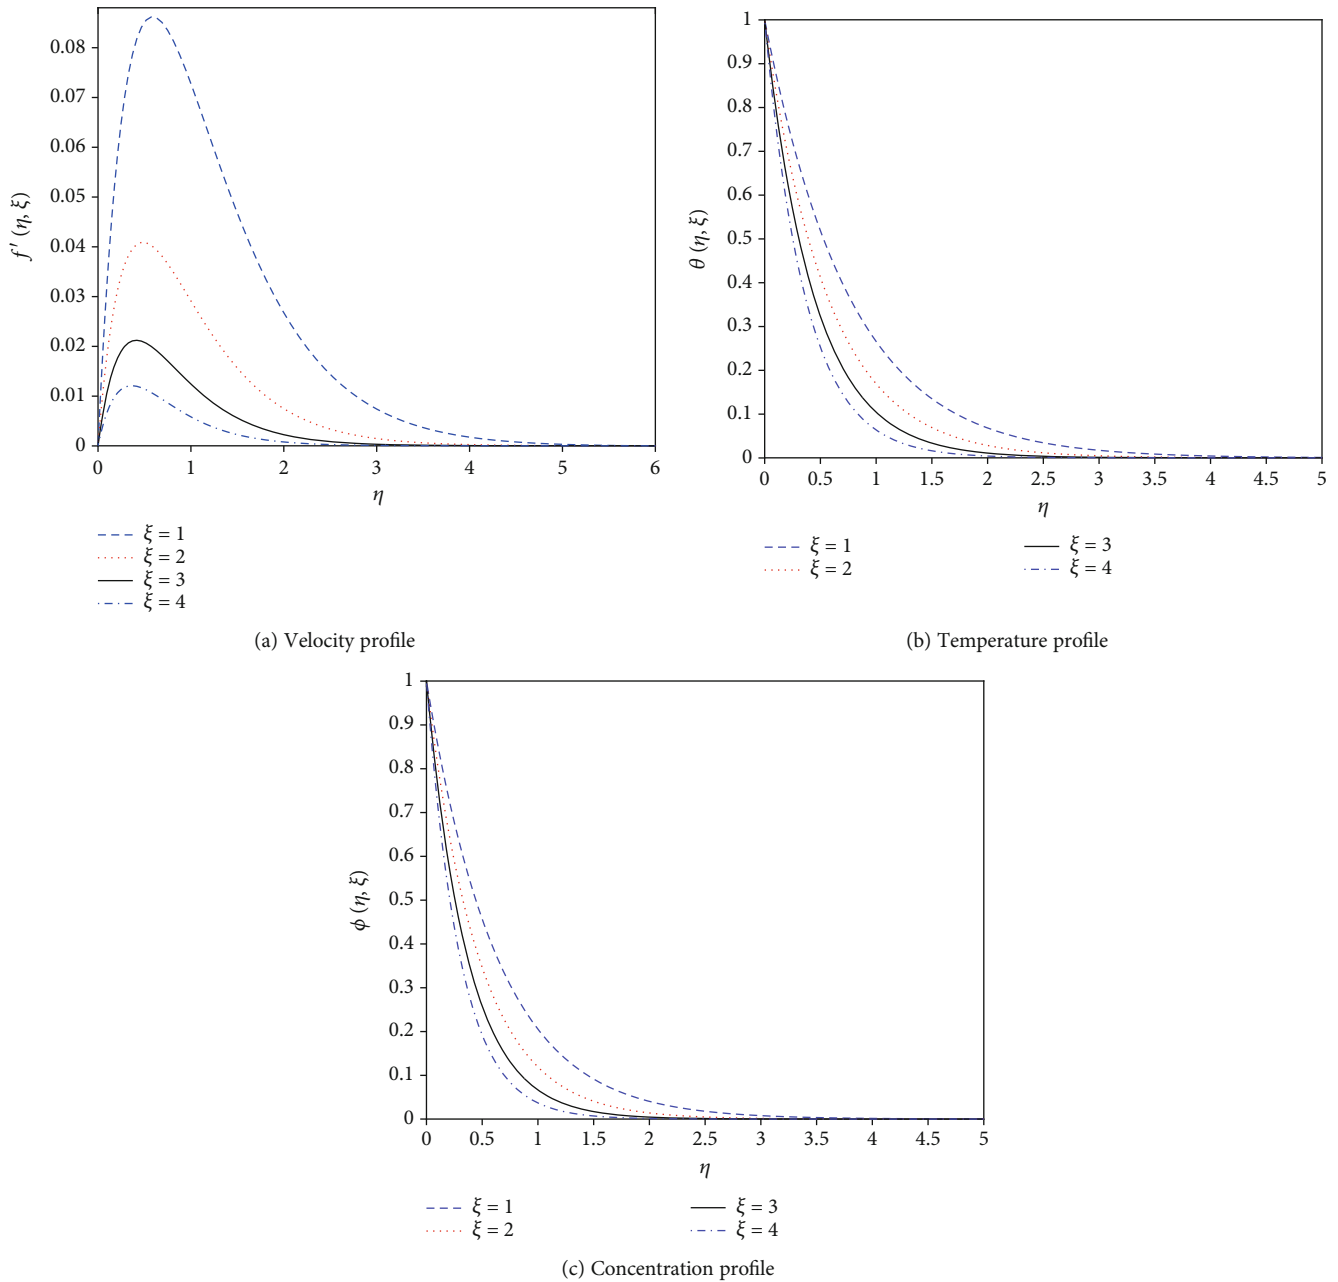 0.08
0.07
0.06
0.05
0.04
0.03
0.02
0.01
0
f′ (η, ξ)
0 1 2 3 4 5 6
η
ξ = 1
ξ = 2
ξ = 3
ξ = 4
(a) Velocity profile
1
0.9
0.8
0.7
0.6
0.5
0.4
0.3
0.2
0.1
0
θ (η, ξ)
0 0.5 1 1.5 2 2.5 3 3.5 4 4.5 5
η
ξ = 1 ξ = 3
ξ = 2 ξ = 4
(b) Temperature profile
1
0.9
0.8
0.7
0.6
0.5
0.4
0.3
0.2
0.1
0
ϕ (η, ξ)
0 0.5 1 1.5 2 2.5 3 3.5 4 4.5 5
η
ξ = 1 ξ = 3
ξ = 2 ξ = 4
(c) Concentration profile